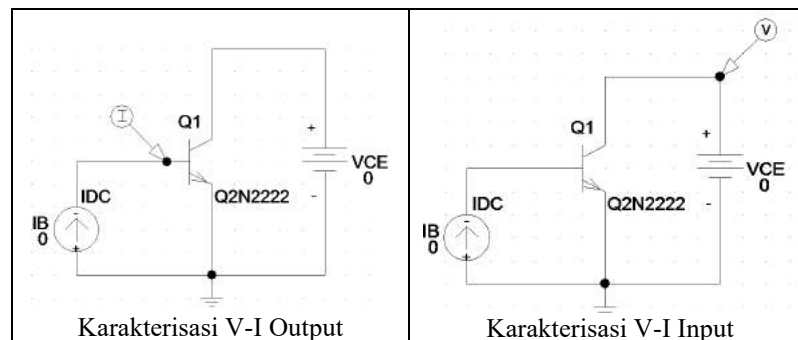 I
Q1
+
VCE
0
-
Q2N2222
IDC
-
IB
0
+
Karakterisasi V-I Output
V
Q1
+
VCE
0
-
Q2N2222
IDC
-
IB
0
+
Karakterisasi V-I Input